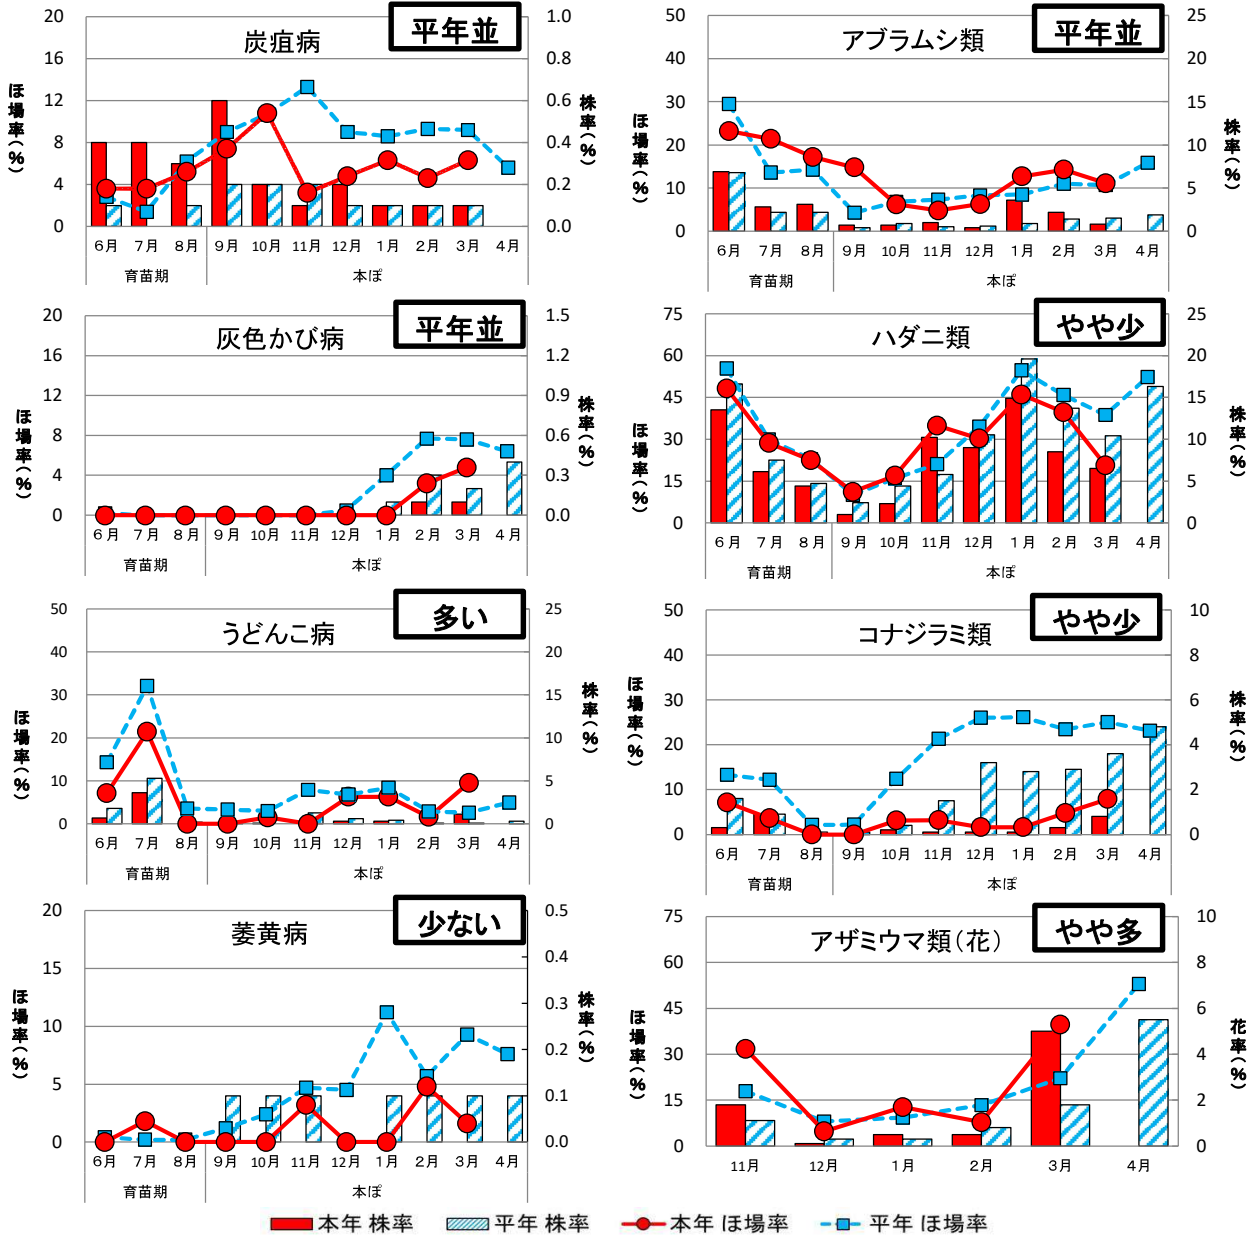 炭疽病
平年並
ほ場率(%)
株率(%)
20
16
12
8
4
0
1.0
0.8
0.6
0.4
0.2
0.0
6月 7月 8月 9月 10月 11月 12月 1月 2月 3月 4月
育苗期 本ぽ
アブラムシ類
平年並
ほ場率(%)
株率(%)
50
40
30
20
10
0
25
20
15
10
5
0
6月 7月 8月 9月 10月 11月 12月 1月 2月 3月 4月
育苗期 本ぽ
灰色かび病
平年並
ほ場率(%)
株率(%)
20
16
12
8
4
0
1.5
1.2
0.9
0.6
0.3
0.0
6月 7月 8月 9月 10月 11月 12月 1月 2月 3月 4月
育苗期 本ぽ
ハダニ類
やや少
ほ場率(%)
株率(%)
75
60
45
30
15
0
25
20
15
10
5
0
6月 7月 8月 9月 10月 11月 12月 1月 2月 3月 4月
育苗期 本ぽ
うどんこ病
多い
ほ場率(%)
株率(%)
50
40
30
20
10
0
25
20
15
10
5
0
6月 7月 8月 9月 10月 11月 12月 1月 2月 3月 4月
育苗期 本ぽ
コナジラミ類
やや少
ほ場率(%)
株率(%)
50
40
30
20
10
0
10
8
6
4
2
0
6月 7月 8月 9月 10月 11月 12月 1月 2月 3月 4月
育苗期 本ぽ
萎黄病
少ない
ほ場率(%)
株率(%)
20
15
10
5
0
0.5
0.4
0.3
0.2
0.1
0.0
6月 7月 8月 9月 10月 11月 12月 1月 2月 3月 4月
育苗期 本ぽ
アザミウマ類(花)
やや多
ほ場率(%)
花率(%)
75
60
45
30
15
0
10
8
6
4
2
0
11月 12月 1月 2月 3月 4月
本年 株率 平年 株率 本年 ほ場率 平年 ほ場率